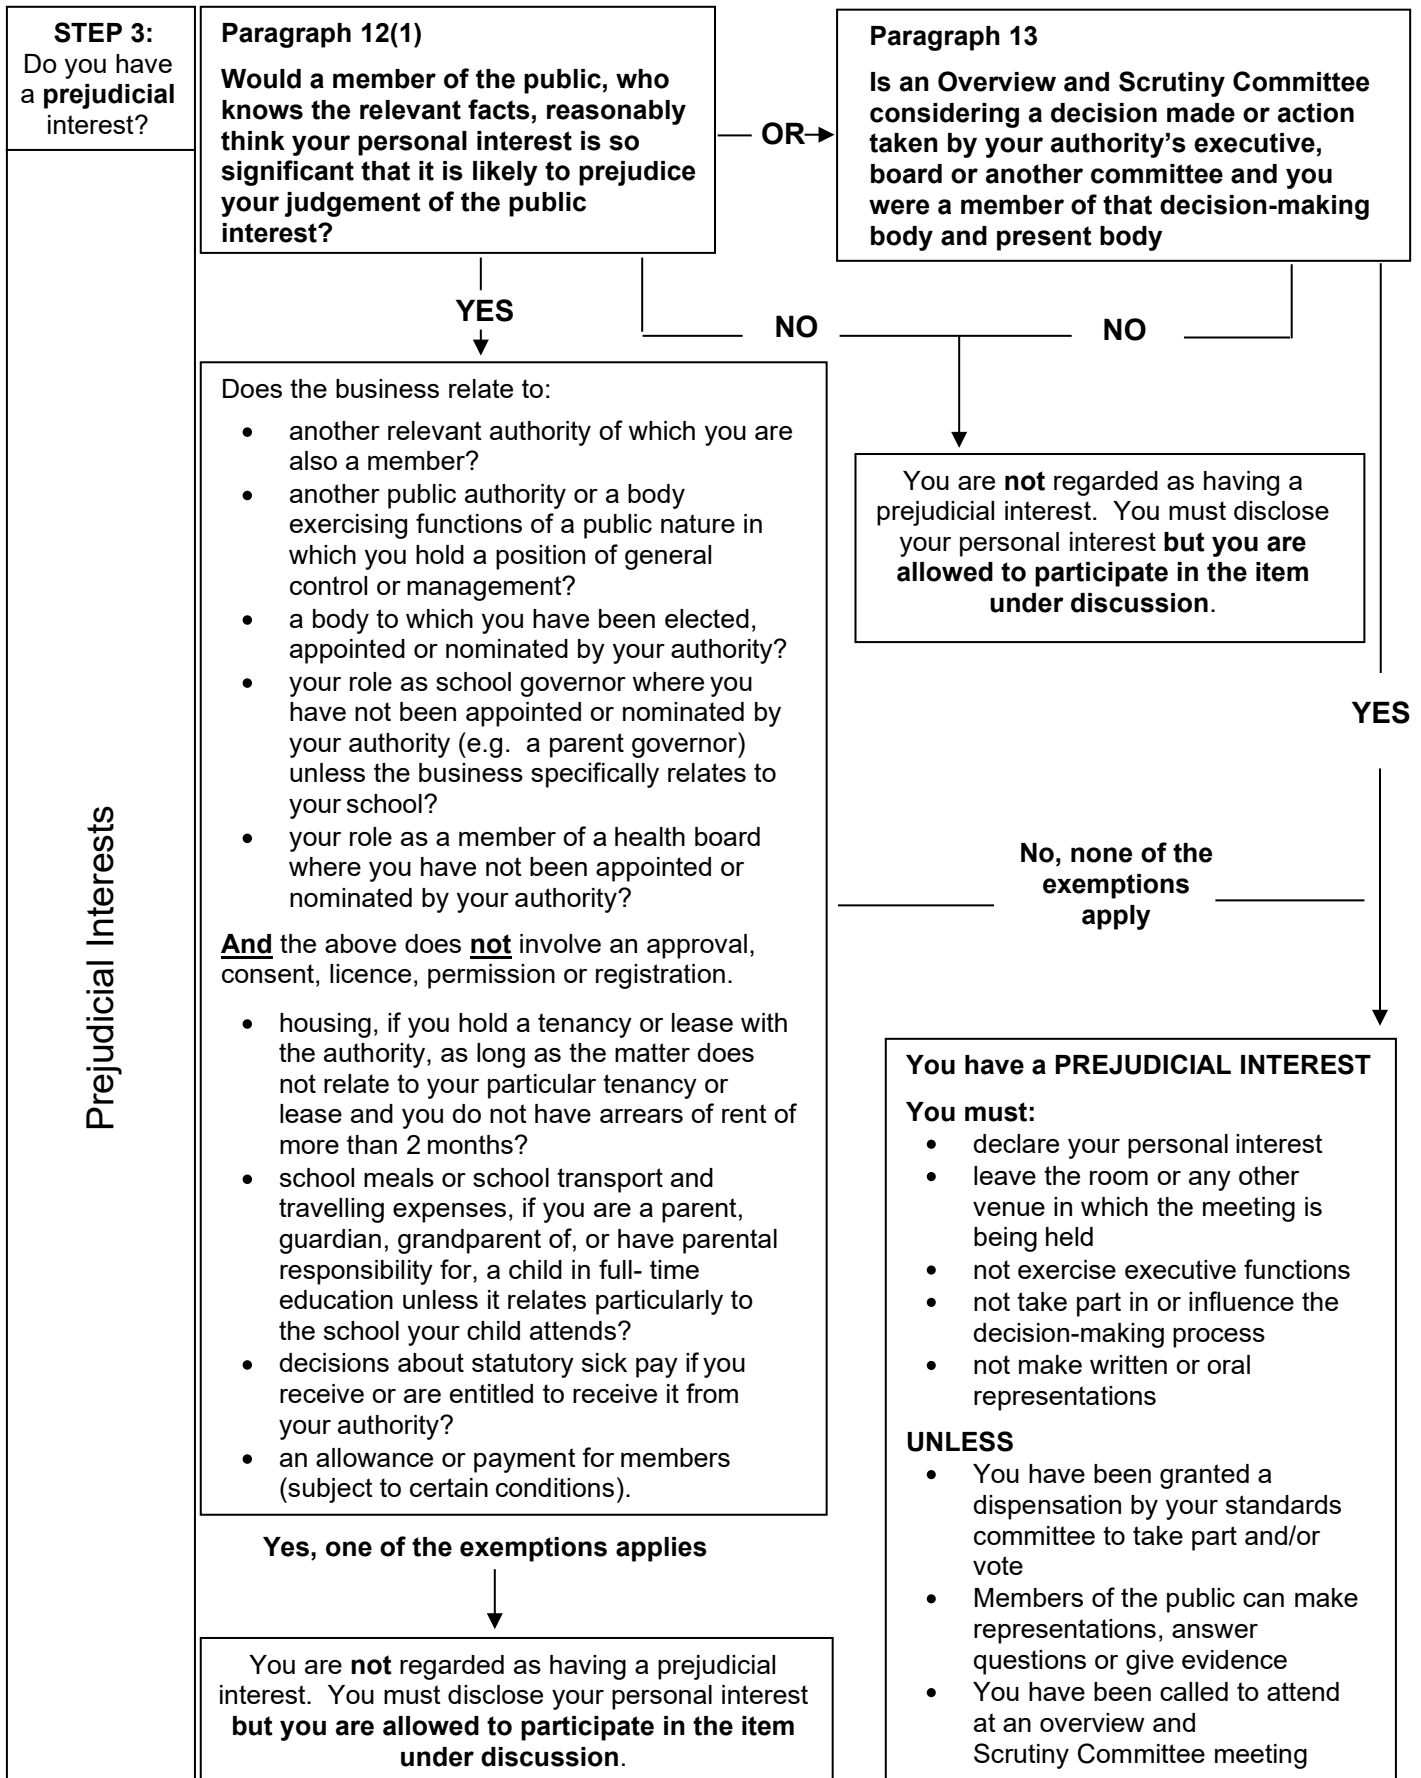 STEP 3:
Do you have
a prejudicial
interest?
Paragraph 12(1)
Would a member of the public, who
knows the relevant facts, reasonably
think your personal interest is so
significant that it is likely to prejudice
your judgement of the public
interest?
OR
Paragraph 13
Is an Overview and Scrutiny Committee
considering a decision made or action
taken by your authority’s executive,
board or another committee and you
were a member of that decision-making
body and present body
YES
NO
NO
Does the business relate to:
• another relevant authority of which you are
also a member?
• another public authority or a body
exercising functions of a public nature in
which you hold a position of general
control or management?
• a body to which you have been elected,
appointed or nominated by your authority?
• your role as school governor where you
have not been appointed or nominated by
your authority (e.g. a parent governor)
unless the business specifically relates to
your school?
• your role as a member of a health board
where you have not been appointed or
nominated by your authority?
And the above does not involve an approval,
consent, licence, permission or registration.
• housing, if you hold a tenancy or lease with
the authority, as long as the matter does
not relate to your particular tenancy or
lease and you do not have arrears of rent of
more than 2 months?
• school meals or school transport and
travelling expenses, if you are a parent,
guardian, grandparent of, or have parental
responsibility for, a child in full- time
education unless it relates particularly to
the school your child attends?
• decisions about statutory sick pay if you
receive or are entitled to receive it from
your authority?
• an allowance or payment for members
(subject to certain conditions).
You are not regarded as having a
prejudicial interest. You must disclose
your personal interest but you are
allowed to participate in the item
under discussion.
YES
Prejudicial Interests
No, none of the
exemptions
apply
You have a PREJUDICIAL INTEREST
You must:
• declare your personal interest
• leave the room or any other
venue in which the meeting is
being held
• not exercise executive functions
• not take part in or influence the
decision-making process
• not make written or oral
representations
UNLESS
• You have been granted a
dispensation by your standards
committee to take part and/or
vote
• Members of the public can make
representations, answer
questions or give evidence
• You have been called to attend
at an overview and
Scrutiny Committee meeting
Yes, one of the exemptions applies
You are not regarded as having a prejudicial
interest. You must disclose your personal interest
but you are allowed to participate in the item
under discussion.